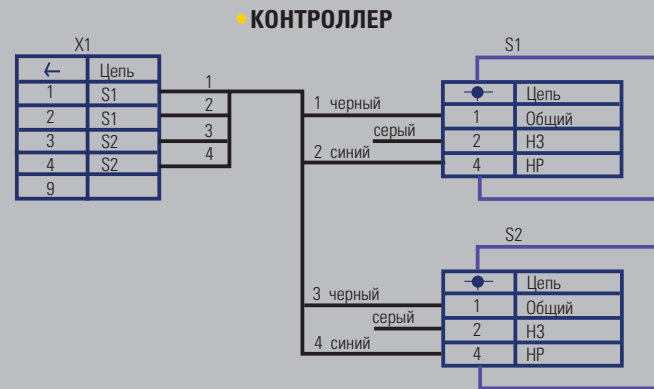 КОНТРОЛЛЕР
X1
Цепь
1 S1
2 S1
3 S2
4 S2
9
1
2
3
4
S1
Цепь
1 Общий
2 НЗ
4 НР
1 черный
серый
2 синий
S2
Цепь
1 Общий
2 НЗ
4 НР
3 черный
серый
4 синий